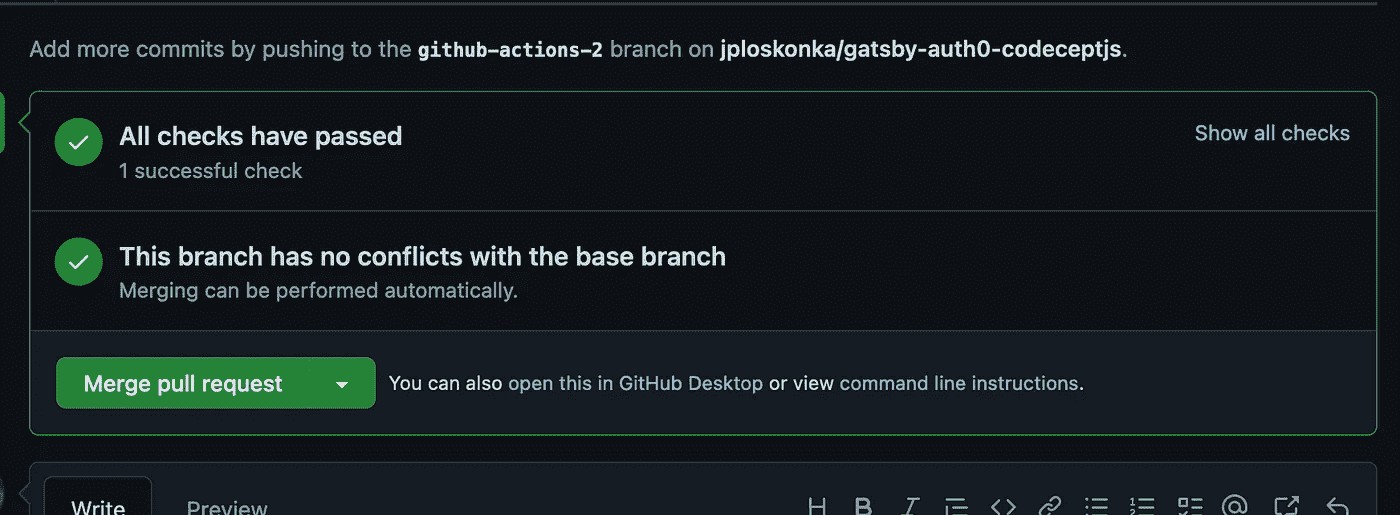 Add more commits by pushing to the github-actions-2 branch on jploskonka/gatsby-auth0-codeceptjs.
All checks have passed
Show all checks
1 successful check
This branch has no conflicts with the base branch
Merging can be performed automatically.
Merge pull request
You can also open this in GitHub Desktop or view command line instructions.
Write
Preview